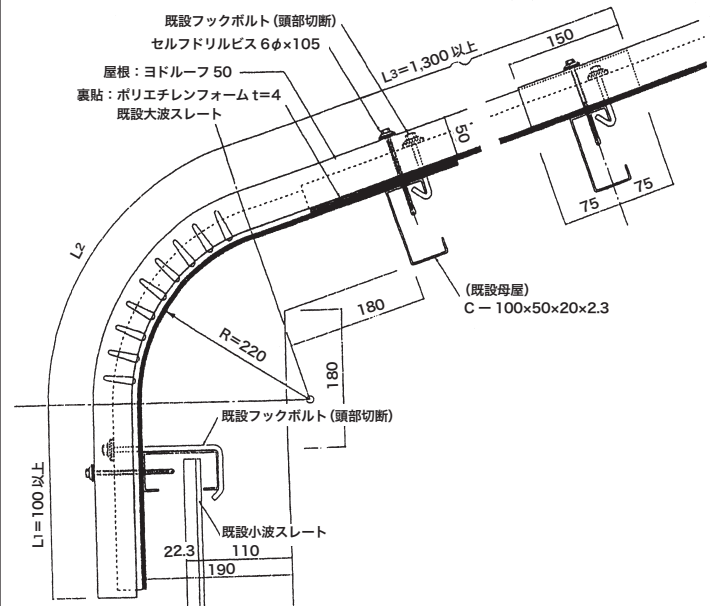 既設フックボルト（頭部切断）
セルフドリルビス 6φ×105
屋根：ヨドルーフ 50
裏貼：ポリエチレンフォーム t=4
既設大波スレート
L3=1,300 以上
150
50
75
75
L2
（既設母屋）
C ー 100×50×20×2.3
180
R=220
180
既設フックボルト（頭部切断）
L1=100 以上
既設小波スレート
22.3
110
190